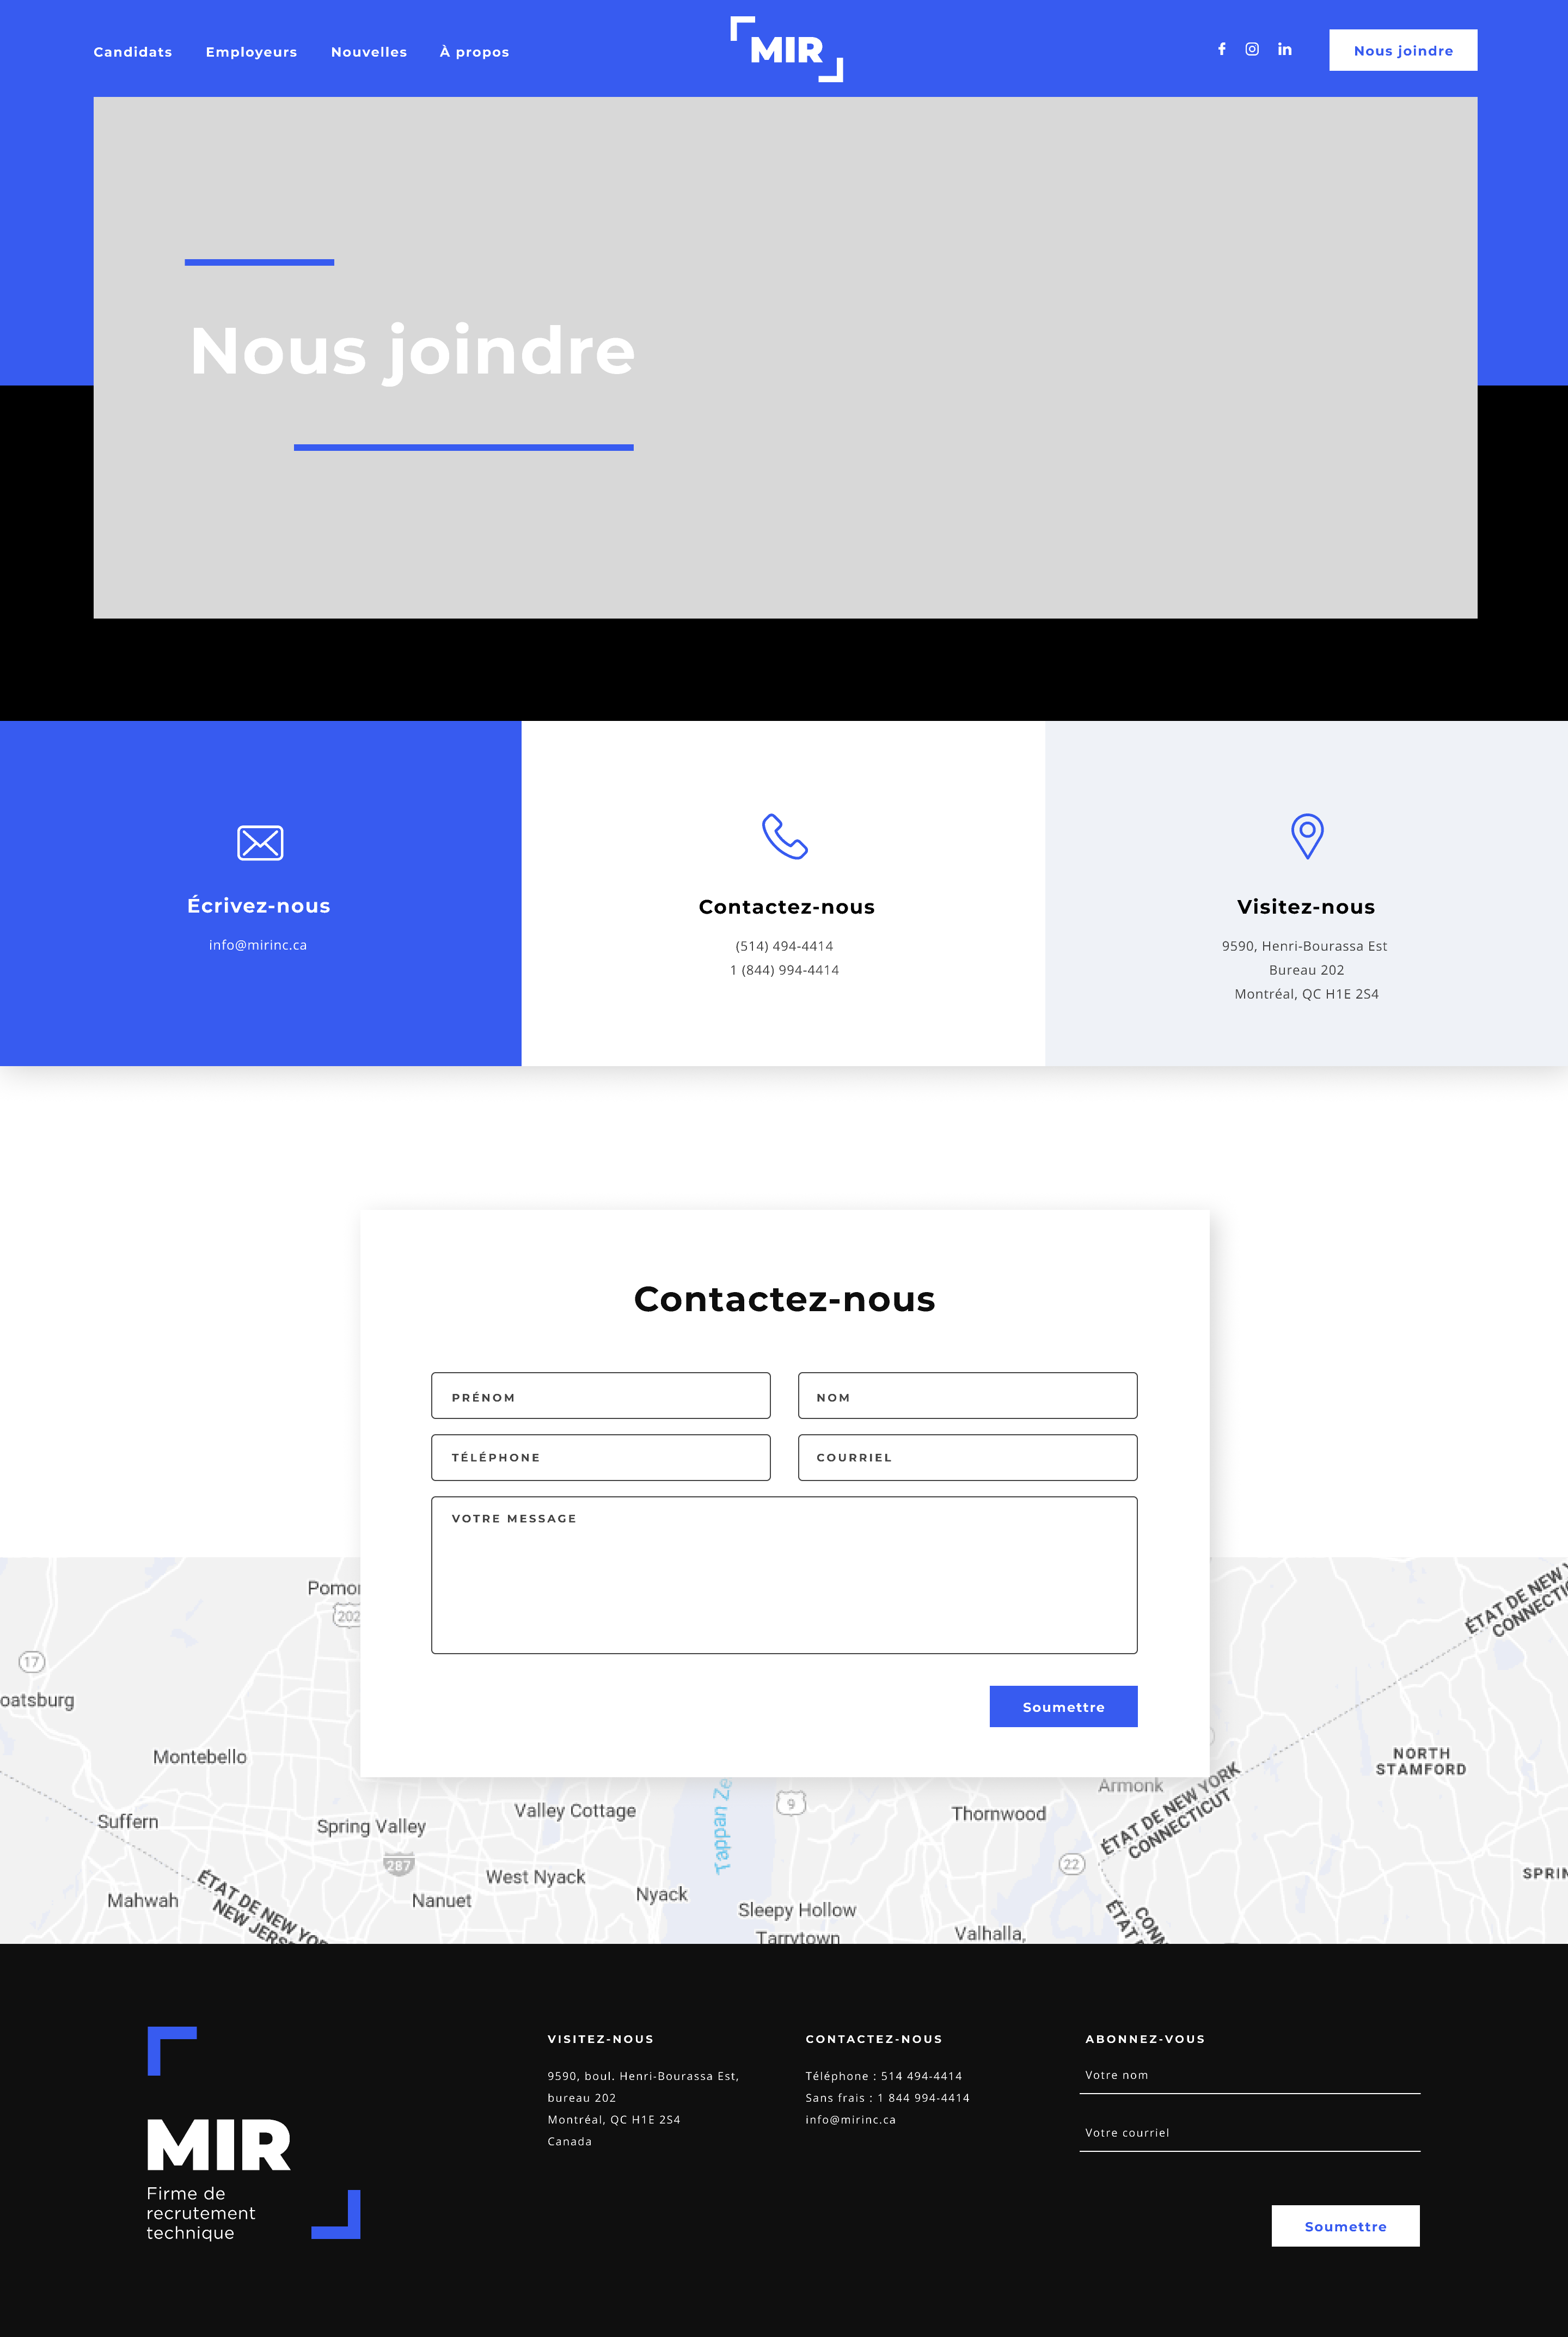 Candidats
Employeurs
Nouvelles
À propos
MIR
Nous joindre
Nous joindre
Écrivez-nous
info@mirinc.ca
Contactez-nous
(514) 494-4414
1 (844) 994-4414
Visitez-nous
9590, Henri-Bourassa Est
Bureau 202
Montréal, QC H1E 2S4
Contactez-nous
PRÉNOM
NOM
TÉLÉPHONE
COURRIEL
VOTRE MESSAGE
Soumettre
Pomo
202
17
oatsburg
Montebello
Suffern
Spring Valley
287
Mahwah
Nanuet
ÉTAT DE NEW YO
NEW JERS
Valley Cottage
West Nyack
Nyack
Tappan Ze
9
Sleepy Hollow
Tarrytown
Armonk
Thornwood
22
Valhalla,
ÉTAT DE NEW YORK
CONNECTICUT
ÉTAT DE NEW
CONNECTIC
NORTH
STAMFORD
SPRIN
CONN
ÉTAT
MIR
Firme de
recrutement
technique
VISITEZ-NOUS
9590, boul. Henri-Bourassa Est,
bureau 202
Montréal, QC H1E 2S4
Canada
CONTACTEZ-NOUS
Téléphone : 514 494-4414
Sans frais : 1 844 994-4414
info@mirinc.ca
ABONNEZ-VOUS
Votre nom
Votre courriel
Soumettre